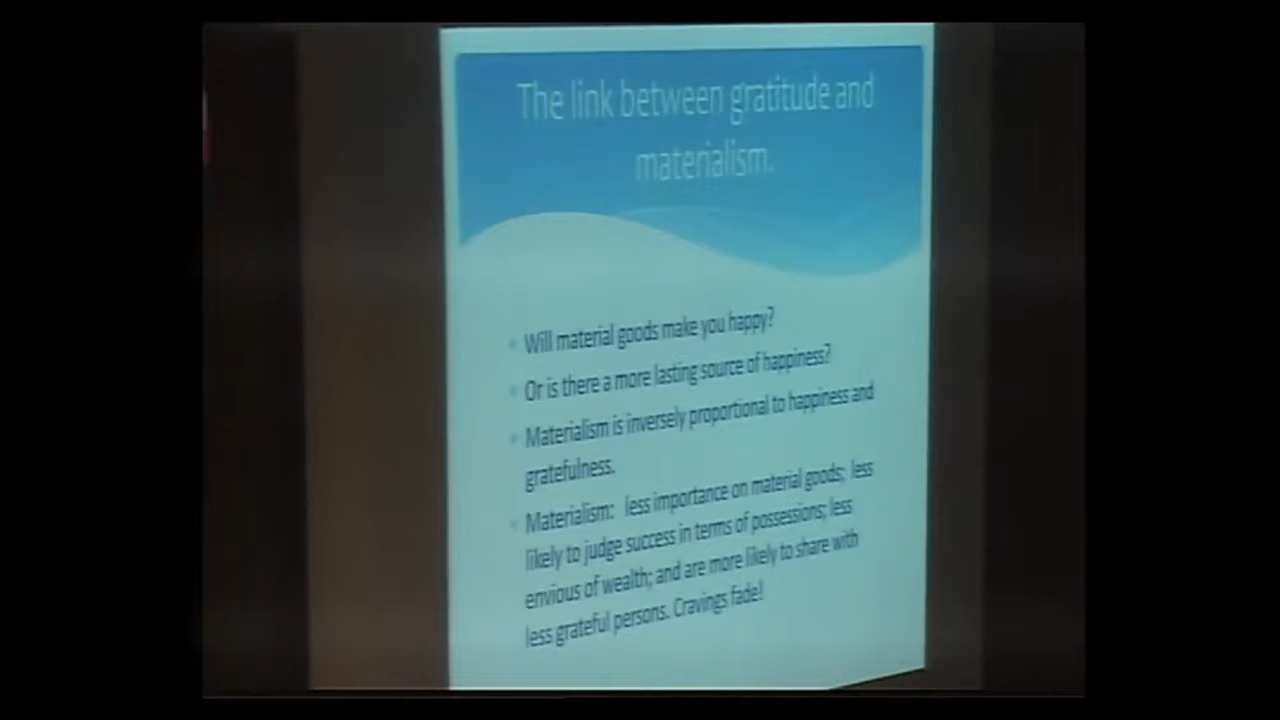 The link between gratitude and
materialism.
Will material goods make you happy?
Or is there a more lasting source of happiness?
Materialism is inversely proportional to happiness and
gratefulness.
Materialism: less importance on material goods; less
likely to judge success in terms of possessions; less
envious of wealth; and are more likely to share with
less grateful persons. Cravings fade!